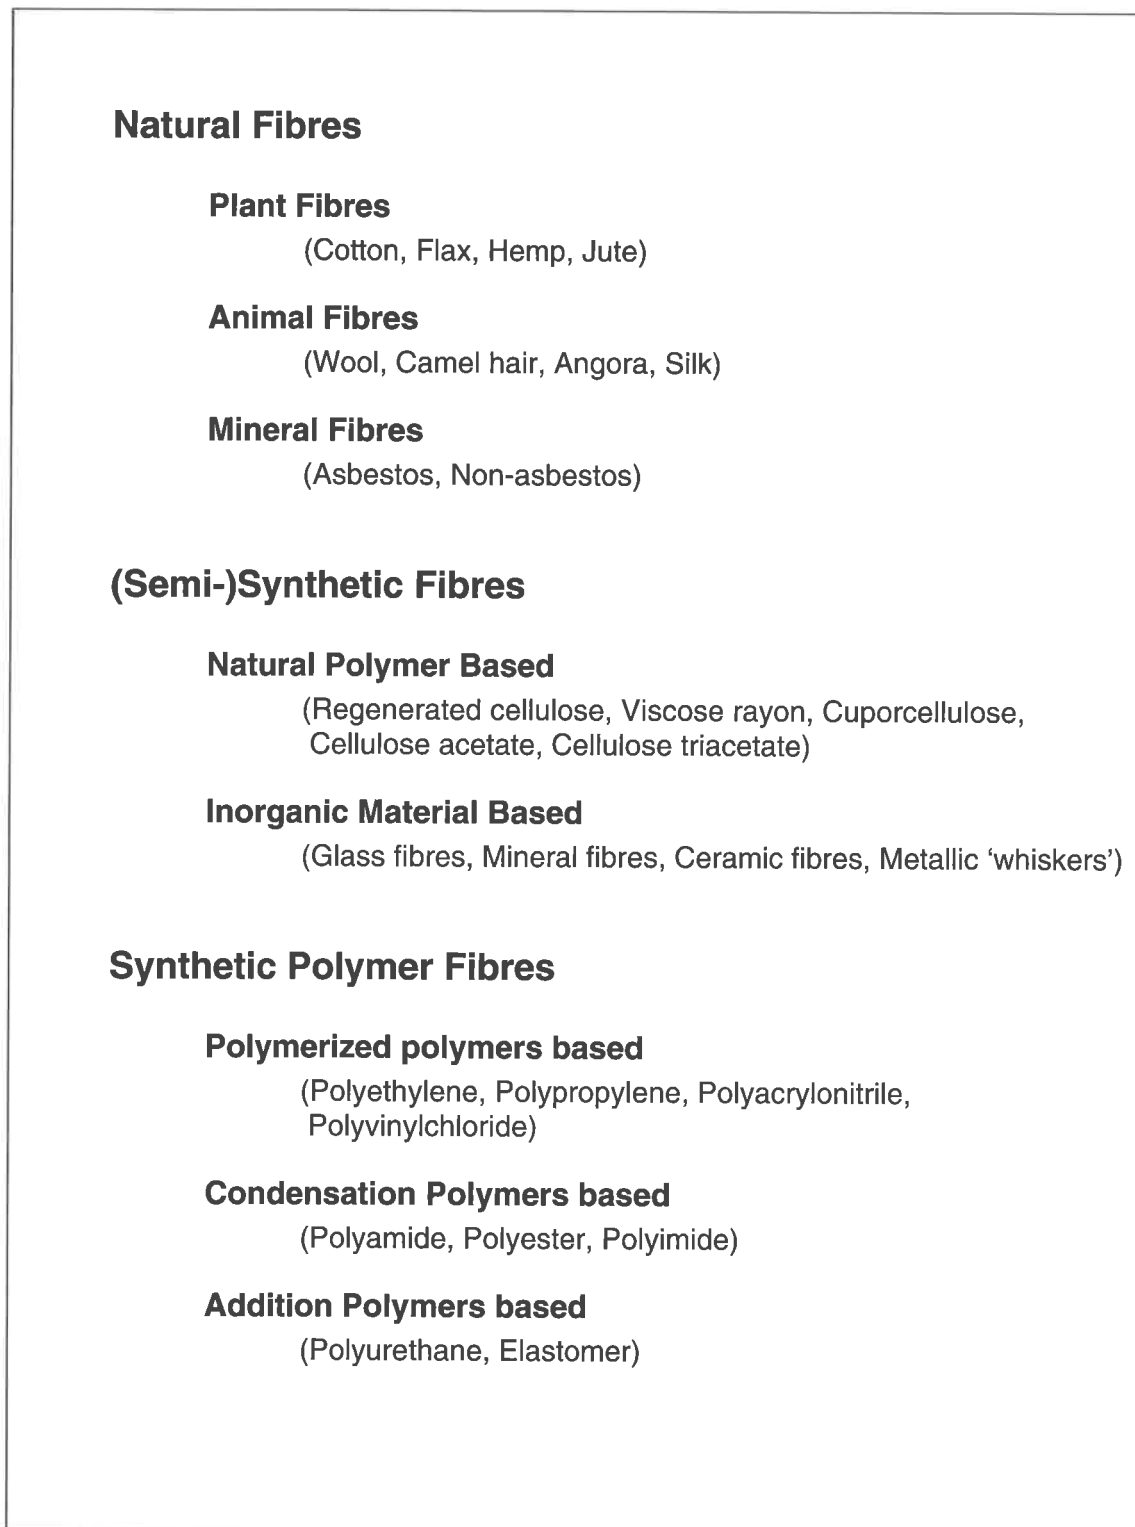 Natural Fibres
Plant Fibres
(Cotton, Flax, Hemp, Jute)
Animal Fibres
(Wool, Camel hair, Angora, Silk)
Mineral Fibres
(Asbestos, Non-asbestos)
(Semi-)Synthetic Fibres
Natural Polymer Based
(Regenerated cellulose, Viscose rayon, Cuporcellulose,
Cellulose acetate, Cellulose triacetate)
Inorganic Material Based
(Glass fibres, Mineral fibres, Ceramic fibres, Metallic ‘whiskers’)
Synthetic Polymer Fibres
Polymerized polymers based
(Polyethylene, Polypropylene, Polyacrylonitrile,
Polyvinylchloride)
Condensation Polymers based
(Polyamide, Polyester, Polyimide)
Addition Polymers based
(Polyurethane, Elastomer)